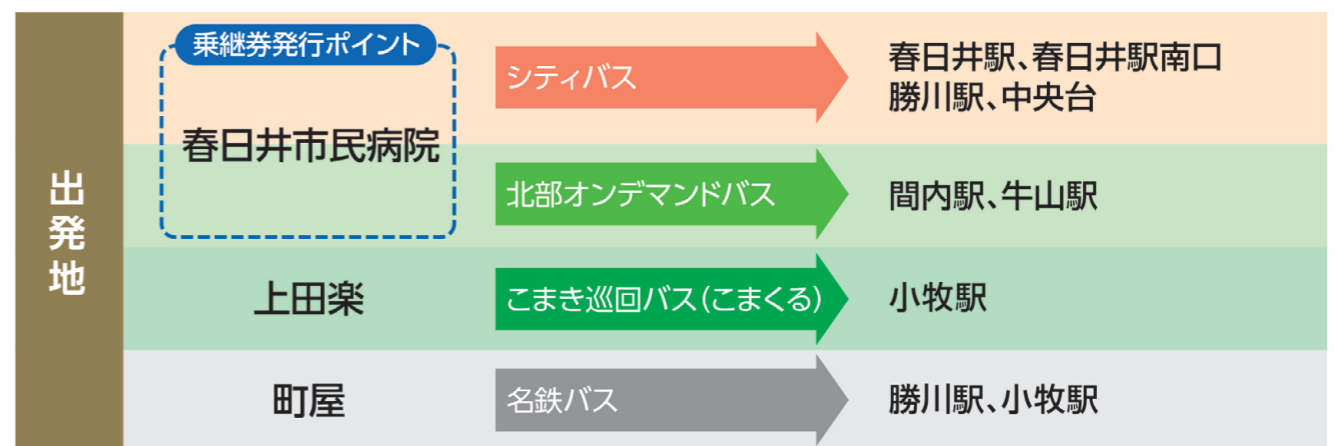 出発地
乗継券発行ポイント
春日井市民病院
シティバス
春日井駅、春日井駅南口
勝川駅、中央台
北部オンデマンドバス
間内駅、牛山駅
上田楽
こまき巡回バス(こまくる)
小牧駅
町屋
名鉄バス
勝川駅、小牧駅